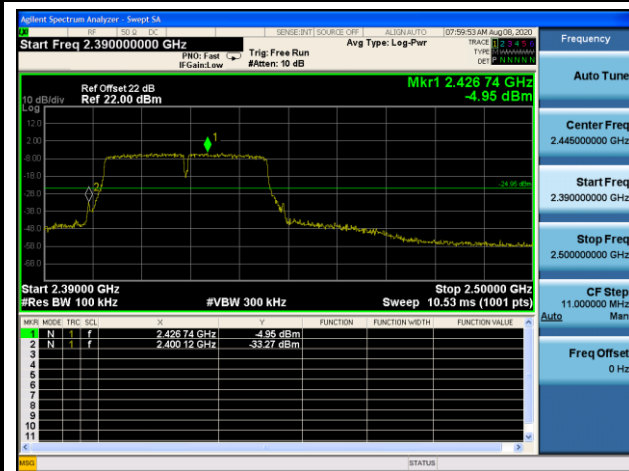 Agilent Spectrum Analyzer - Swept SA
RF 50 Ω DC SENSE:INT SOURCE OFF ALIGN AUTO 07:59:53 AM Aug 08, 2020
Start Freq 2.390000000 GHz
PNO: Fast
IFGain:Low
Trig: Free Run
#Atten: 10 dB
Avg Type: Log-Pwr
TRACE 1 2 3 4 5 6
TYPE
DET P N N N N N
Frequency
Auto Tune
Center Freq
2.445000000 GHz
Start Freq
2.390000000 GHz
Stop Freq
2.500000000 GHz
CF Step
11.000000 MHz
Auto Man
Freq Offset
0 Hz
Mkr1 2.426 74 GHz
-4.95 dBm
Ref Offset 22 dB
10 dB/div Ref 22.00 dBm
Log
12.0
2.00
-8.00
-18.0
-28.0
-38.0
-48.0
-58.0
-68.0
1
2
-24.95 dBm
Start 2.39000 GHz Stop 2.50000 GHz
#Res BW 100 kHz #VBW 300 kHz Sweep 10.53 ms (1001 pts)
MKR MODE TRC SCL X Y FUNCTION FUNCTION WIDTH FUNCTION VALUE
1 N 1 f 2.426 74 GHz -4.95 dBm
2 N 1 f 2.400 12 GHz -33.27 dBm
3
4
5
6
7
8
9
10
11
MSG STATUS